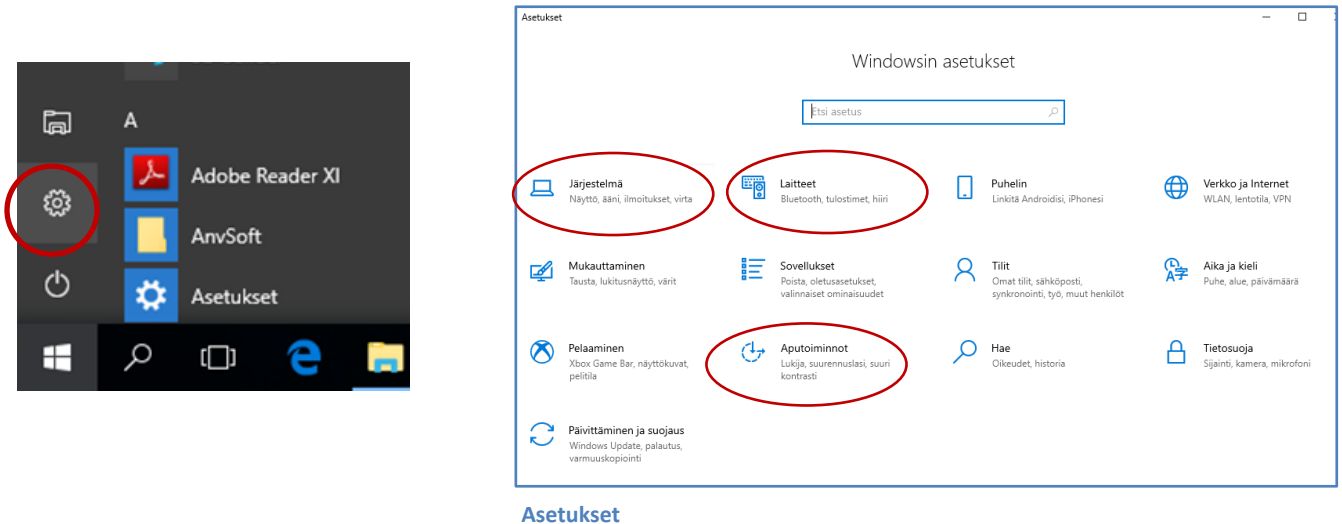 A
Adobe Reader XI
AnvSoft
Asetukset
Asetukset
Windowsin asetukset
Etsi asetus
Järjestelmä
Näyttö, ääni, ilmoitukset, virta
Laitteet
Bluetooth, tulostimet, hiiri
Puhelin
Linkitä Androidisi, iPhonesi
Verkko ja Internet
WLAN, lentotila, VPN
Mukauttaminen
Tausta, lukitusnäyttö, värit
Sovellukset
Poista, oletusasetukset,
valinnaiset ominaisuudet
Tilit
Omat tilit, sähköposti,
synkronointi, työ, muut henkilöt
Aika ja kieli
Puhe, alue, päivämäärä
Pelaaminen
Xbox Game Bar, näyttökuvat,
pelitila
Aputoiminnot
Lukija, suurennuslasi, suuri
kontrasti
Hae
Oikeudet, historia
Tietosuoja
Sijainti, kamera, mikrofoni
Päivittäminen ja suojaus
Windows Update, palautus,
varmuuskopiointi
Asetukset